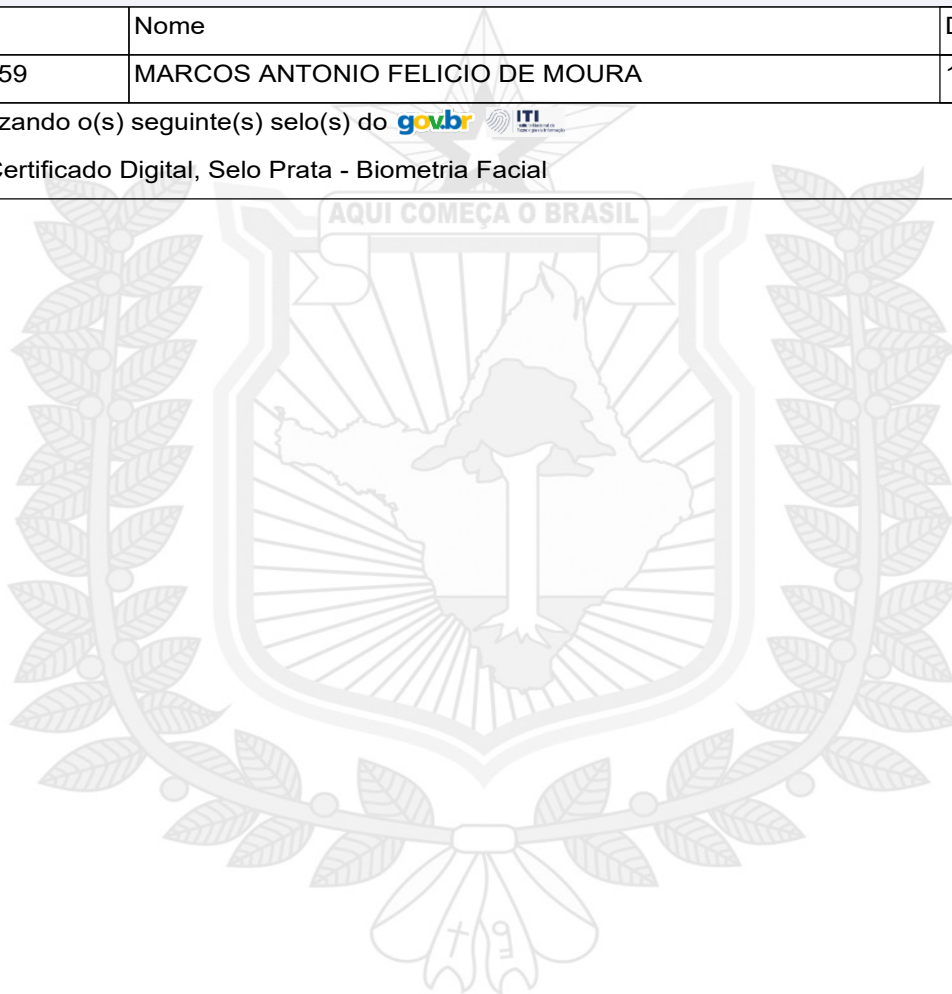 Nome
59 MARCOS ANTONIO FELICIO DE MOURA 1
zando o(s) seguinte(s) selo(s) do gov.br ITI
Certificado Digital, Selo Prata - Biometria Facial
AQUI COMEÇA O BRASIL